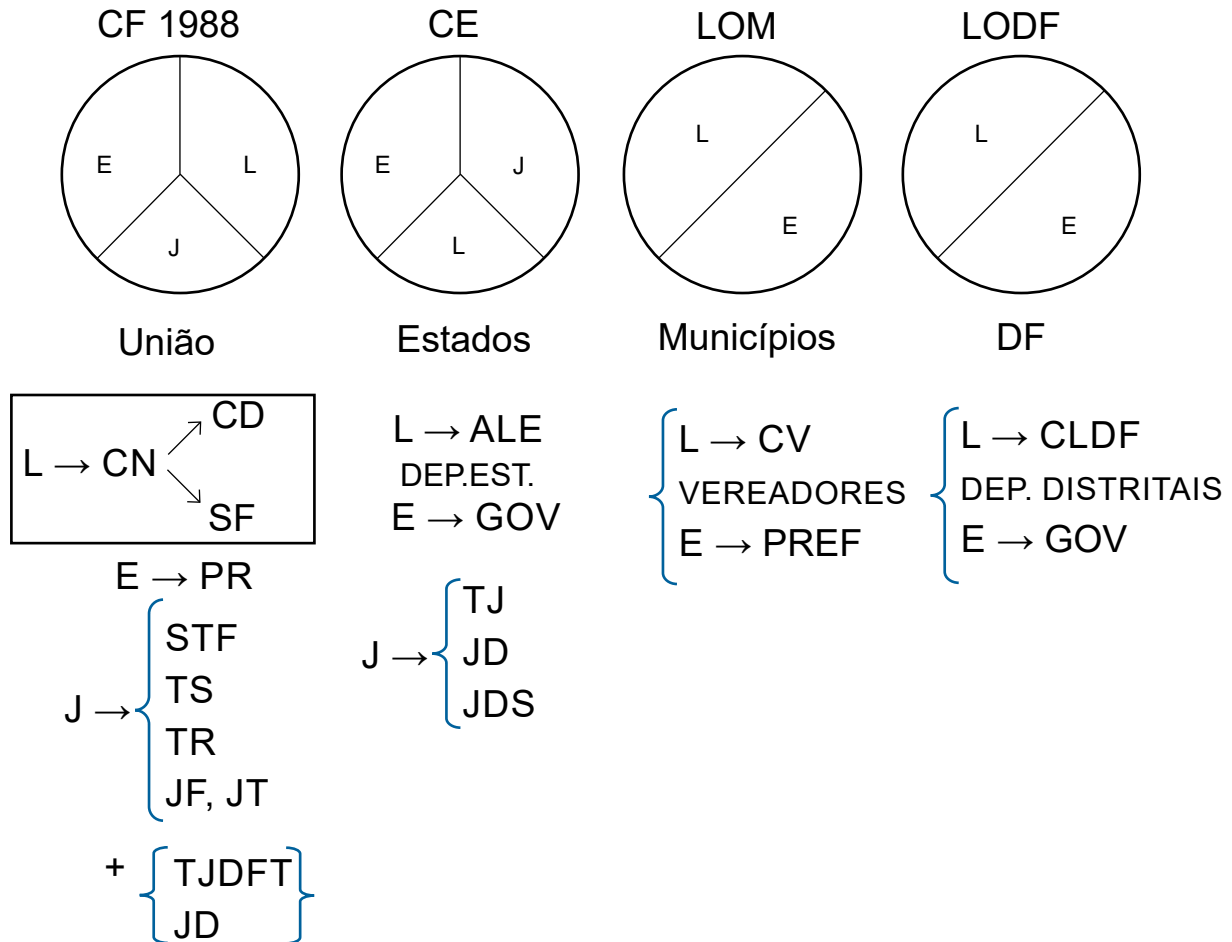 CF 1988
CE
LOM
LODF
E
L
J
E
J
L
L
E
L
E
União
Estados
Municípios
DF
L → CN
CD
SF
E → PR
J →
STF
TS
TR
JF, JT
+
TJDFT
JD
L → ALE
DEP.EST.
E → GOV
J →
TJ
JD
JDS
L → CV
VEREADORES
E → PREF
L → CLDF
DEP. DISTRITAIS
E → GOV